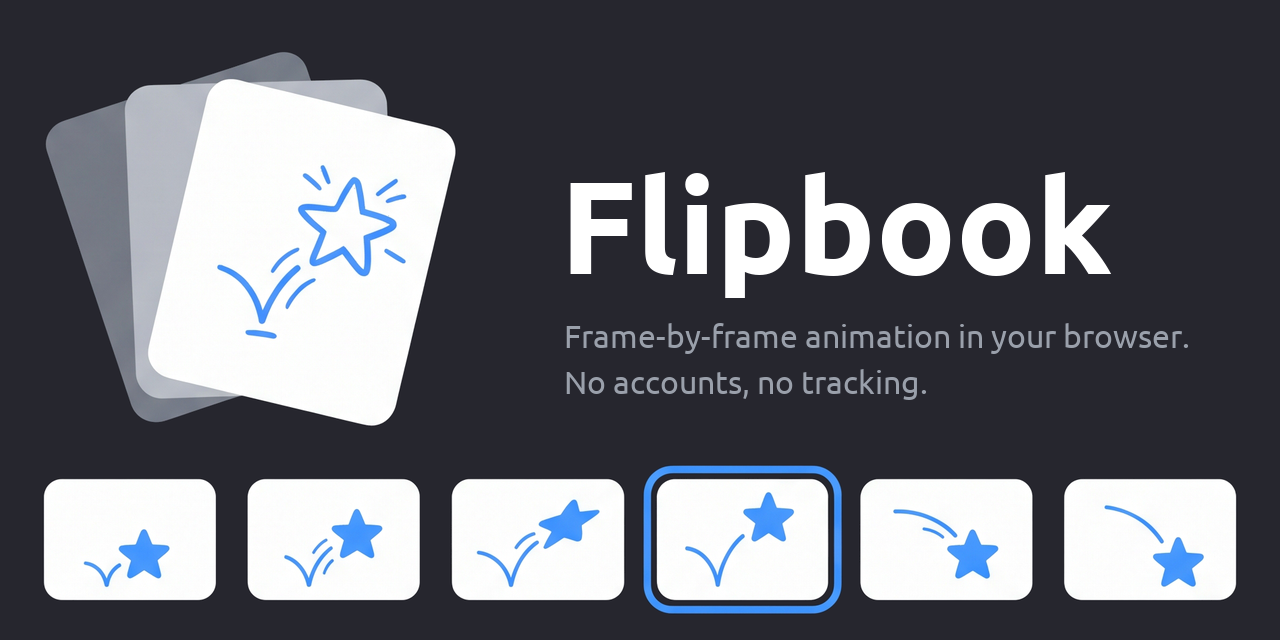 Flipbook
Frame-by-frame animation in your browser.
No accounts, no tracking.